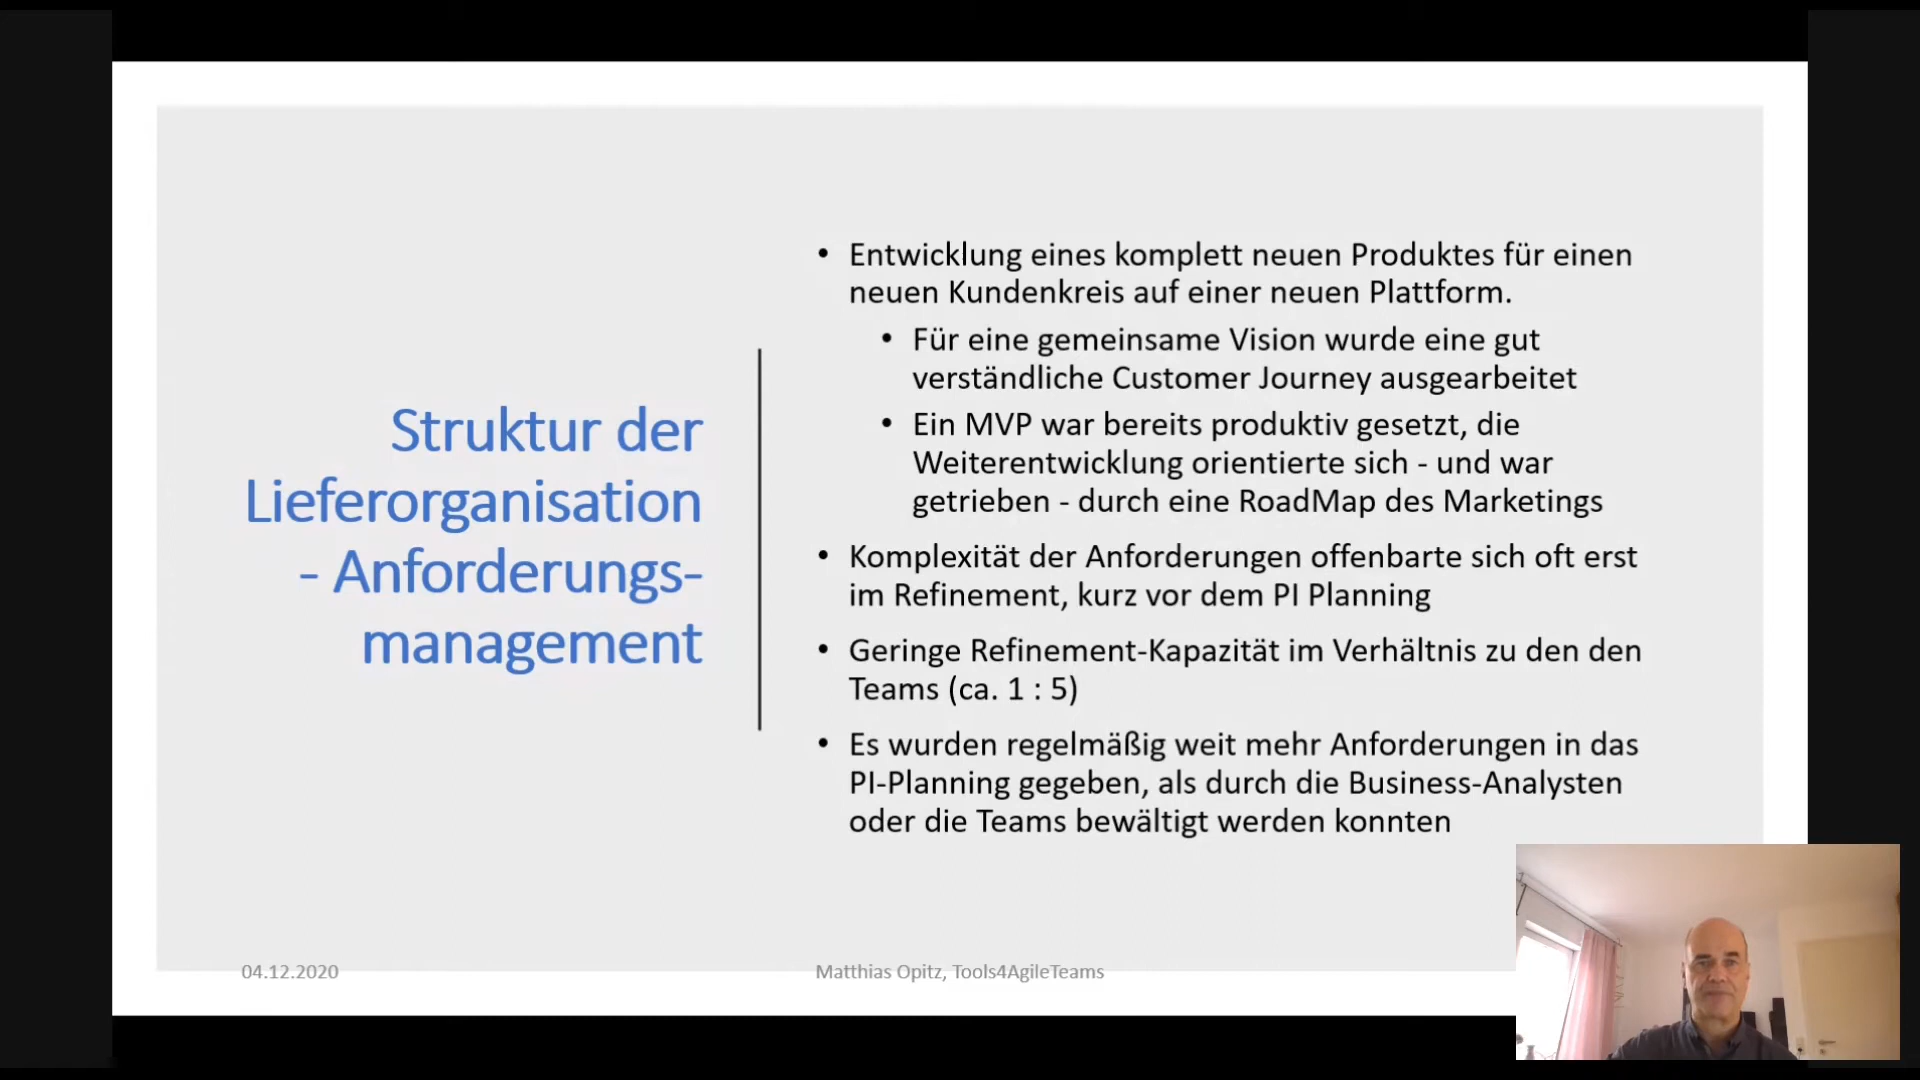 Struktur der
Lieferorganisation
- Anforderungs-
management
• Entwicklung eines komplett neuen Produktes für einen
neuen Kundenkreis auf einer neuen Plattform.
• Für eine gemeinsame Vision wurde eine gut
verständliche Customer Journey ausgearbeitet
• Ein MVP war bereits produktiv gesetzt, die
Weiterentwicklung orientierte sich - und war
getrieben - durch eine RoadMap des Marketings
• Komplexität der Anforderungen offenbarte sich oft erst
im Refinement, kurz vor dem PI Planning
• Geringe Refinement-Kapazität im Verhältnis zu den den
Teams (ca. 1 : 5)
• Es wurden regelmäßig weit mehr Anforderungen in das
PI-Planning gegeben, als durch die Business-Analysten
oder die Teams bewältigt werden konnten
04.12.2020
Matthias Opitz, Tools4AgileTeams